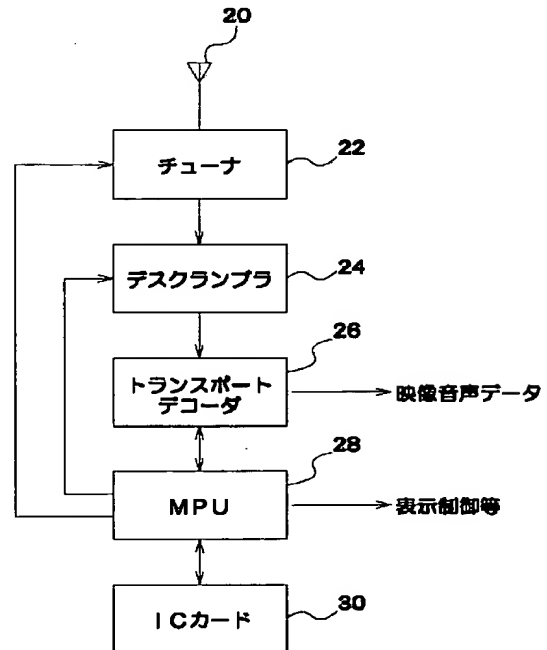 20
チューナ
22
デスクランブラ
24
26
トランスポート
デコーダ
映像音声データ
28
MPU
表示制御等
ICカード
30